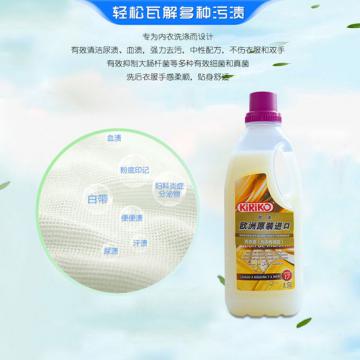 轻松瓦解多种污渍
专为内衣洗涤而设计
有效清洁尿渍、血渍，强力去污，中性配方，不伤衣服和双手
有效抑制大肠杆菌等多种有效细菌和真菌
洗后衣服手感柔顺，贴身舒适
血渍
粉底印记
妇科炎症
分泌物
白带
便便渍
尿渍
汗渍
KIRIKO
欧洲原装进口